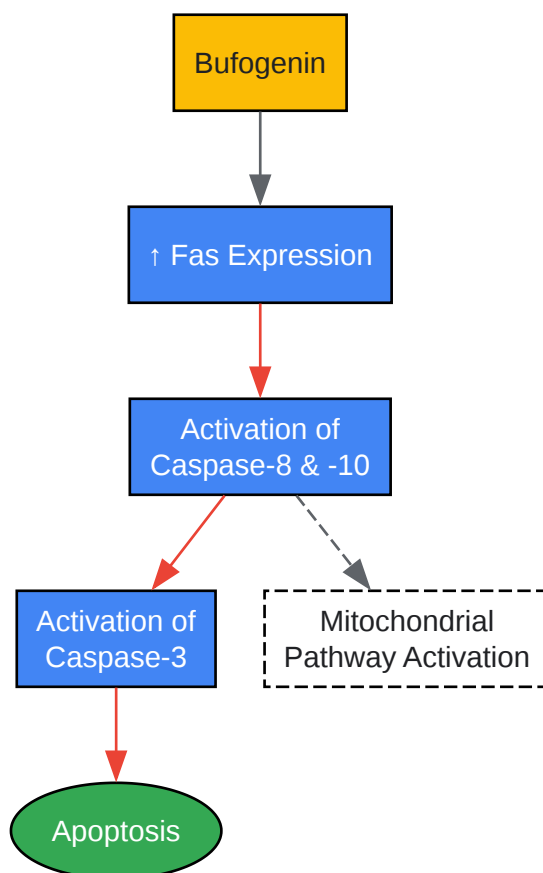 Bufogenin
↑ Fas Expression
Activation of
Caspase-8 & -10
Activation of
Caspase-3
Mitochondrial
Pathway Activation
Apoptosis